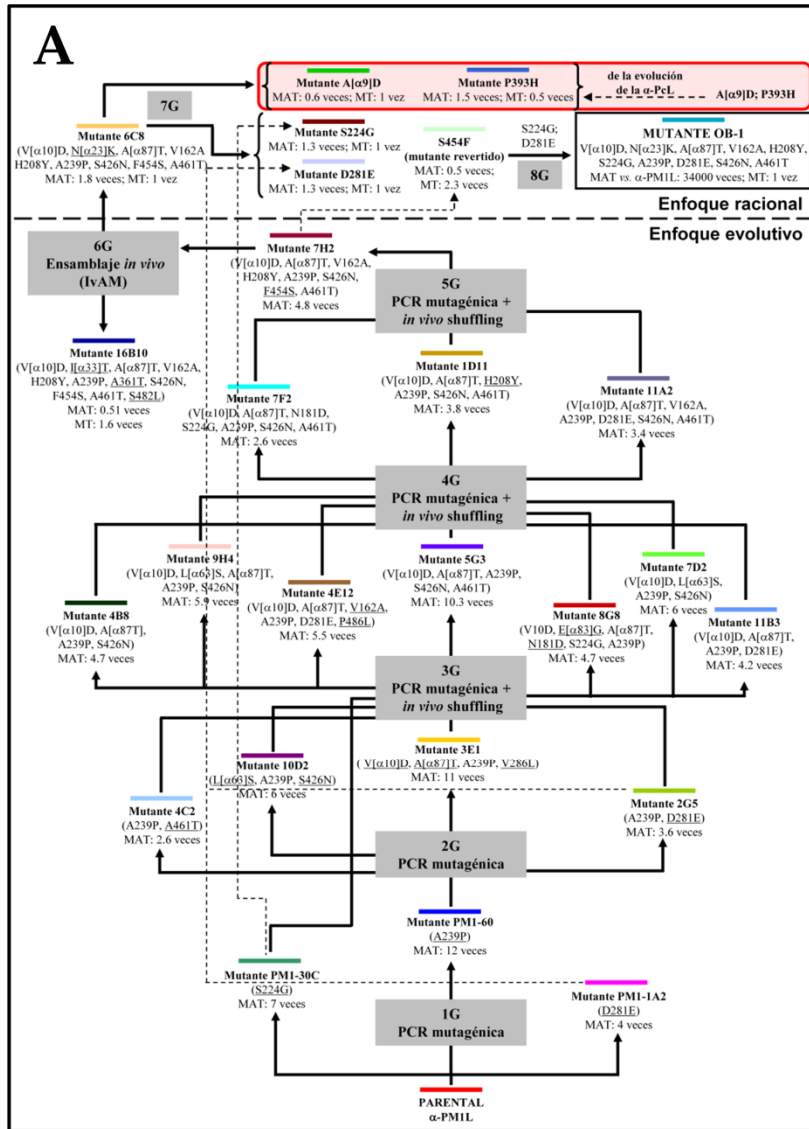 A
7G
Mutante A[α9]D
MAT: 0.6 veces; MT: 1 vez
Mutante P393H
MAT: 1.5 veces; MT: 0.5 veces
de la evolución
de la α-PcL
A[α9]D; P393H
Mutante 6C8
(V[α10]D, N[α23]K, A[α87]T, V162A
H208Y, A239P, S426N, F454S, A461T)
MAT: 1.8 veces; MT: 1 vez
Mutante S224G
MAT: 1.3 veces; MT: 1 vez
Mutante D281E
MAT: 1.3 veces; MT: 1 vez
S454F
(mutante revertido)
MAT: 0.5 veces;
MT: 2.3 veces
S224G;
D281E
8G
MUTANTE OB-1
V[α10]D, N[α23]K, A[α87]T, V162A, H208Y,
S224G, A239P, D281E, S426N, A461T
MAT vs. α-PM1L: 34000 veces; MT: 1 vez
Enfoque racional
Enfoque evolutivo
6G
Ensamblaje in vivo
(IvAM)
Mutante 7H2
(V[α10]D, A[α87]T, V162A,
H208Y, A239P, S426N,
F454S, A461T)
MAT: 4.8 veces
5G
PCR mutagénica +
in vivo shuffling
Mutante 16B10
(V[α10]D, I[α33]T, A[α87]T, V162A,
H208Y, A239P, A361T, S426N,
F454S, A461T, S482L)
MAT: 0.51 veces
MT: 1.6 veces
Mutante 7F2
(V[α10]D, A[α87]T, N181D,
S224G, A239P, S426N, A461T)
MAT: 2.6 veces
Mutante 1D11
(V[α10]D, A[α87]T, H208Y,
A239P, S426N, A461T)
MAT: 3.8 veces
Mutante 11A2
(V[α10]D, A[α87]T, V162A,
A239P, D281E, S426N, A461T)
MAT: 3.4 veces
4G
PCR mutagénica +
in vivo shuffling
Mutante 9H4
(V[α10]D, L[α63]S, A[α87]T,
A239P, S426N)
MAT: 5.9 veces
Mutante 4E12
(V[α10]D, A[α87]T, V162A,
A239P, D281E, P486L)
MAT: 5.5 veces
Mutante 5G3
(V[α10]D, A[α87]T, A239P,
S426N, A461T)
MAT: 10.3 veces
Mutante 7D2
(V[α10]D, L[α63]S,
A239P, S426N)
MAT: 6 veces
Mutante 4B8
(V[α10]D, A[α87T),
A239P, S426N)
MAT: 4.7 veces
Mutante 8G8
(V10D, E[α83]G, A[α87]T,
N181D, S224G, A239P)
MAT: 4.7 veces
Mutante 11B3
(V[α10]D, A[α87]T,
A239P, D281E)
MAT: 4.2 veces
3G
PCR mutagénica +
in vivo shuffling
Mutante 10D2
(L[α63]S, A239P, S426N)
MAT: 6 veces
Mutante 3E1
( V[α10]D, A[α87]T, A239P, V286L)
MAT: 11 veces
Mutante 4C2
(A239P, A461T)
MAT: 2.6 veces
Mutante 2G5
(A239P, D281E)
MAT: 3.6 veces
2G
PCR mutagénica
Mutante PM1-60
(A239P)
MAT: 12 veces
Mutante PM1-30C
(S224G)
MAT: 7 veces
Mutante PM1-1A2
(D281E)
MAT: 4 veces
1G
PCR mutagénica
PARENTAL
α-PM1L